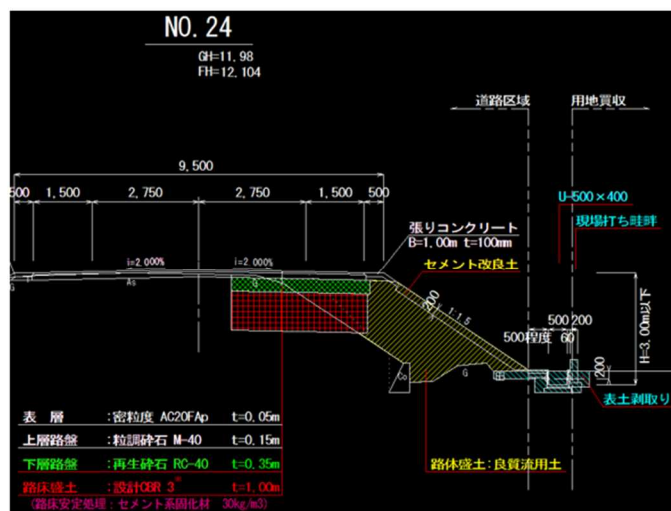 NO.24
GH=11.98
FH=12.104
道路区域
用地買収
9,500
500
1,500
2,750
2,750
1,500
500
U-500×400
現場打ち畦畔
張りコンクリート
B=1.00m t=100mm
セメント改良土
i=2.000%
i=2.000%
As
G
G
200
1:1.5
500 200
500程度
60
H=3.00m以下
200
Co
G
表土剥取り
表 層 :密粒度 AC20FAp t=0.05m
上層路盤 :粒調砕石 M-40 t=0.15m
下層路盤 :再生砕石 RC-40 t=0.35m
路体盛土:良質流用土
路床盛土 :設計CBR 3 t=1.00m
(路床安定処理:セメント系固化材 30kg/m3)